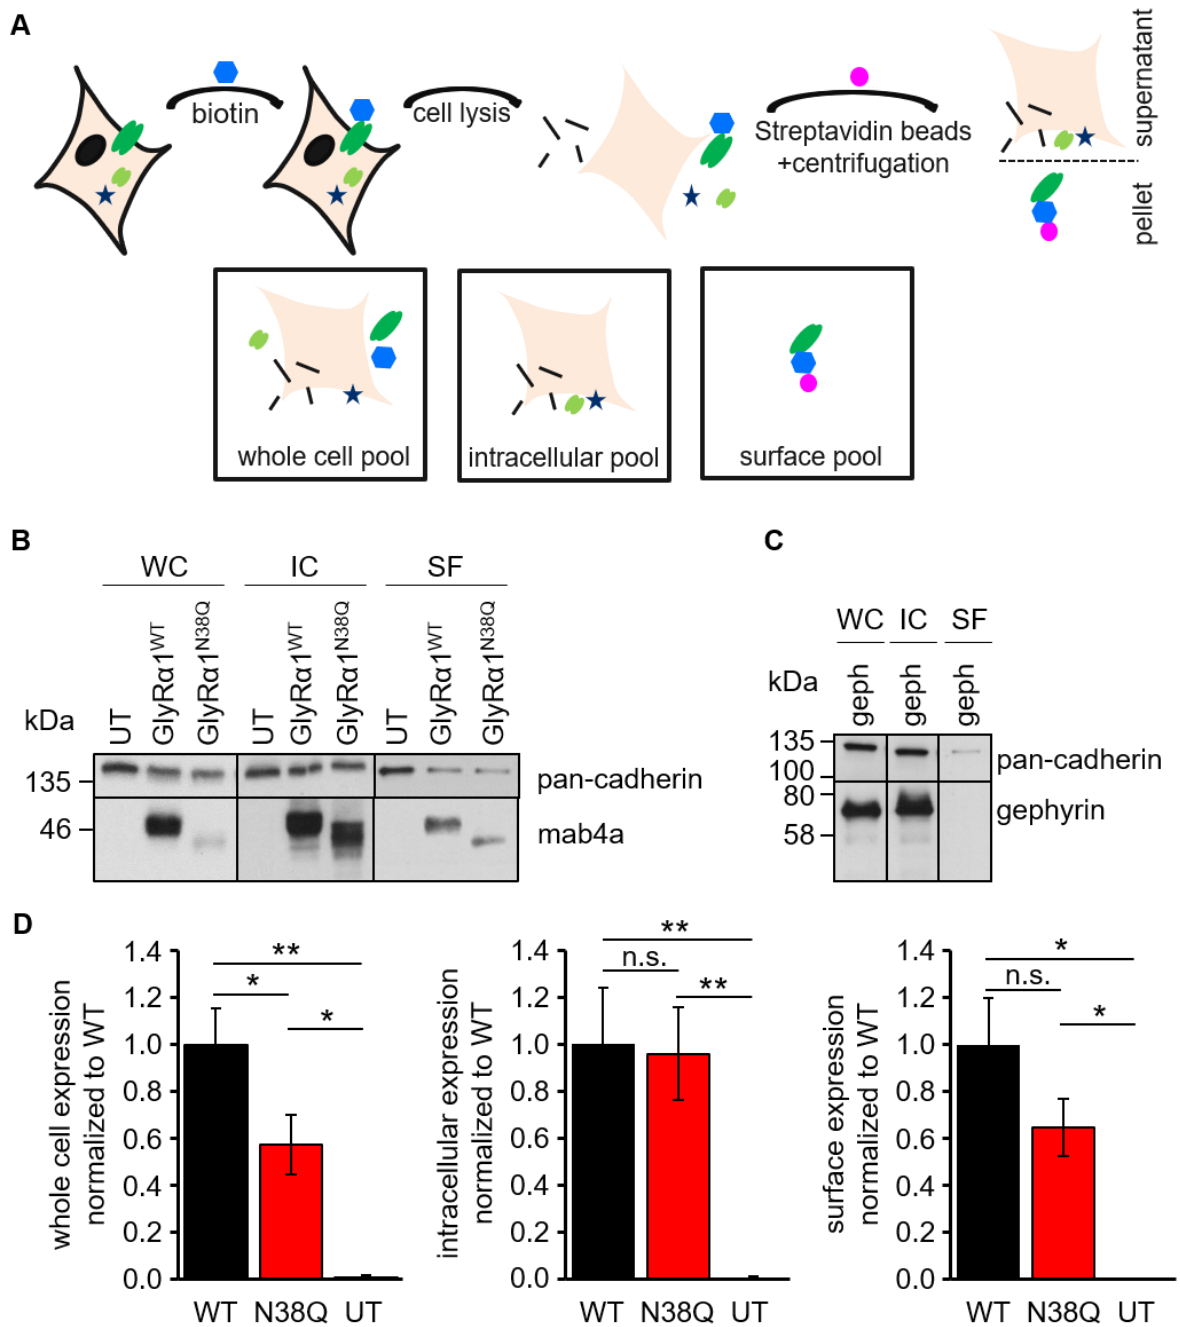 A
biotin
cell lysis
Streptavidin beads
+centrifugation
supernatant
pellet
whole cell pool
intracellular pool
surface pool
B
WC
IC
SF
kDa
UT
GlyRα1WT
GlyRα1N38Q
UT
GlyRα1WT
GlyRα1N38Q
UT
GlyRα1WT
GlyRα1N38Q
135
pan-cadherin
46
mab4a
C
WC
IC
SF
kDa
geph
geph
geph
135
100
pan-cadherin
80
gephyrin
58
D
whole cell expression
normalized to WT
1.4
1.2
1.0
0.8
0.6
0.4
0.2
0.0
**
*
*
WT N38Q UT
intracellular expression
normalized to WT
1.4
1.2
1.0
0.8
0.6
0.4
0.2
0.0
**
n.s.
**
WT N38Q UT
surface expression
normalized to WT
1.4
1.2
1.0
0.8
0.6
0.4
0.2
0.0
*
n.s.
*
WT N38Q UT